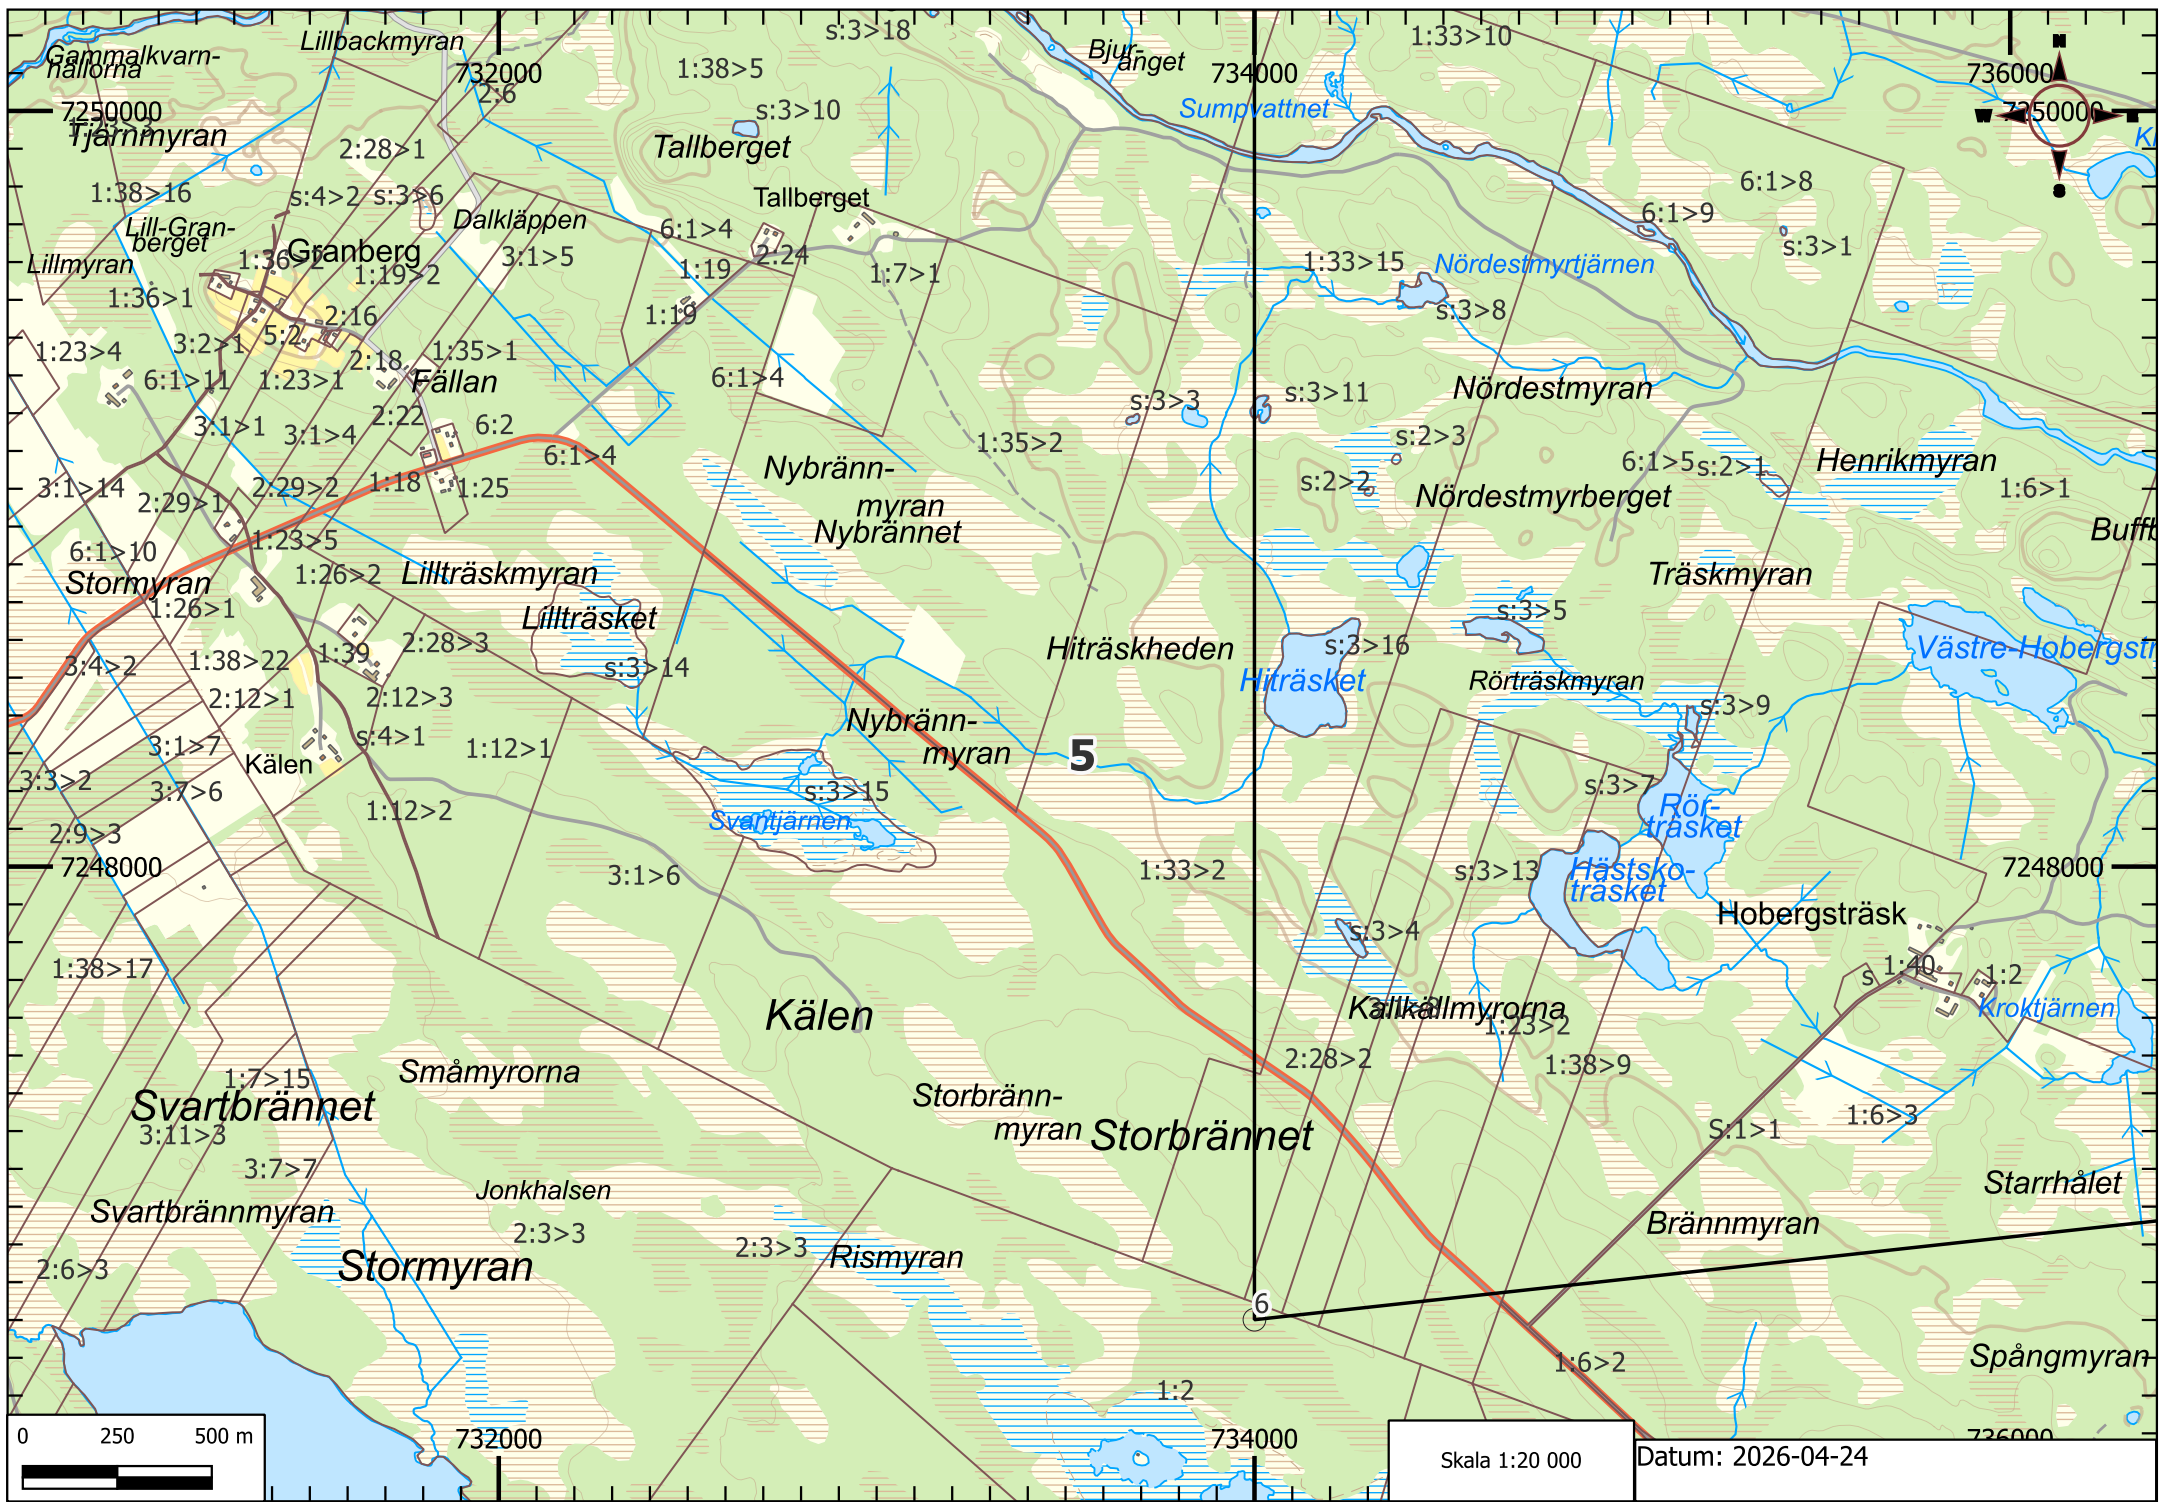 s:3>18
1:33>10
Lillbackmyran
Bjur-
änget
Gammalkvarn-
hällorna
1:38>5
732000
734000
736000
N
2:6
7250000
s:3>10
Sumpvattnet
7250000
W
S
Tjärnmyran
2:28>1
Tallberget
1:38>16
s:4>2
s:3>6
Tallberget
6:1>8
6:1>9
Lill-Gran-
berget
Dalkläppen
6:1>4
s:3>1
Granberg
3:1>5
2:24
Lillmyran
1:19>2
1:19
1:7>1
1:33>15
Nördestmyrtjärnen
1:36>1
2:16
1:19
s:3>8
5:2
3:2>1
1:23>4
2:18
1:35>1
6:1>11
1:23>1
Fällan
6:1>4
Nördestmyran
s:3>3
s:3>11
2:22
6:2
3:1>1
3:1>4
1:35>2
s:2>3
6:1>4
Nybränn-
myran
6:1>5
s:2>1
Henrikmyran
3:1>14
2:29>1
2:29>2
1:18
1:25
s:2>2
Nördestmyrberget
1:6>1
Nybrännet
6:1>10
1:23>5
Stormyran
1:26>2
Lillträskmyran
Träskmyran
1:26>1
Lillträsket
s:3>5
3:4>2
1:38>22
1:39
2:28>3
s:3>14
Hiträskheden
s:3>16
Hiträsket
Rörträskmyran
2:12>1
2:12>3
s:3>9
3:1>7
s:4>1
1:12>1
Nybränn-
myran
5
Kälen
3:3>2
3:7>6
s:3>15
s:3>7
Rör-
träsket
1:12>2
Svartjärnen
2:9>3
7248000
3:1>6
1:33>2
s:3>13
Hästsko-
träsket
7248000
Hobergsträsk
s:3>4
1:38>17
s
1:40
1:2
Kälen
Kallkällmyrorna
1:23>2
Kroktjärnen
1:7>15
Småmyrorna
2:28>2
1:38>9
Svartbrännet
Storbränn-
myran
Storbrännet
3:11>3
S:1>1
1:6>3
3:7>7
Jonkhalsen
Starrhålet
Svartbrännmyran
2:3>3
2:3>3
Rismyran
Brännmyran
2:6>3
Stormyran
6
1:6>2
Spångmyran
1:2
0 250 500 m
732000
734000
Skala 1:20 000
Datum: 2026-04-24